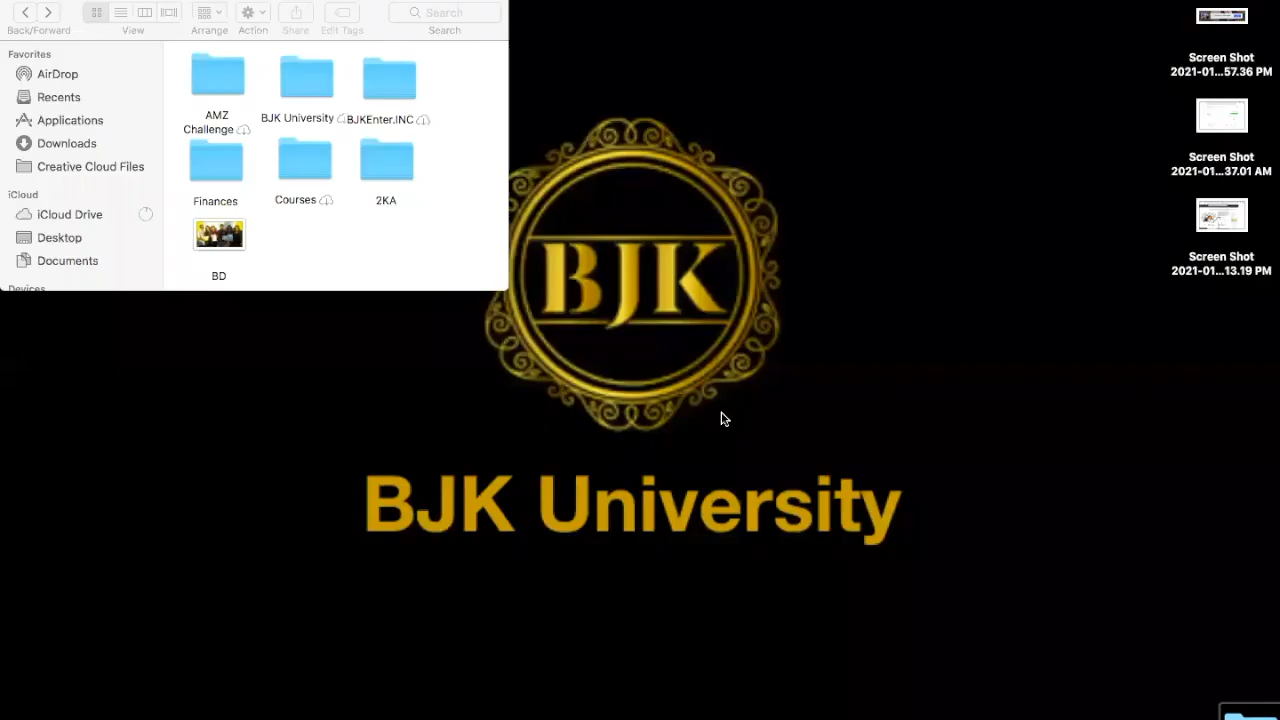 Search
Back/Forward
View
Arrange
Action
Share
Edit Tags
Search
Favorites
AirDrop
Recents
Applications
Downloads
Creative Cloud Files
iCloud
iCloud Drive
Desktop
Documents
Devices
AMZ
Challenge
BJK University
BJKEnter.INC
Finances
Courses
2KA
BD
BJK
BJK University
Screen Shot
2021-01...57.36 PM
Screen Shot
2021-01...37.01 AM
Screen Shot
2021-01...13.19 PM